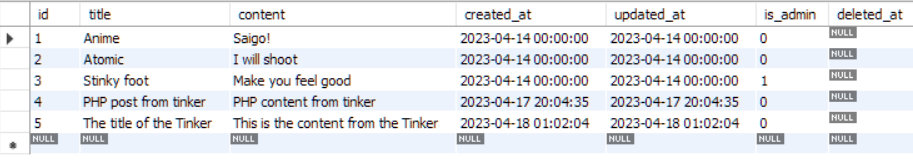 id title content created_at updated_at is_admin deleted_at
1 Anime Saigo! 2023-04-14 00:00:00 2023-04-14 00:00:00 0 NULL
2 Atomic I will shoot 2023-04-14 00:00:00 2023-04-14 00:00:00 0 NULL
3 Stinky foot Make you feel good 2023-04-14 00:00:00 2023-04-14 00:00:00 1 NULL
4 PHP post from tinker PHP content from tinker 2023-04-17 20:04:35 2023-04-17 20:04:35 0 NULL
5 The title of the Tinker This is the content from the Tinker 2023-04-18 01:02:04 2023-04-18 01:02:04 0 NULL
NULL NULL NULL NULL NULL NULL NULL